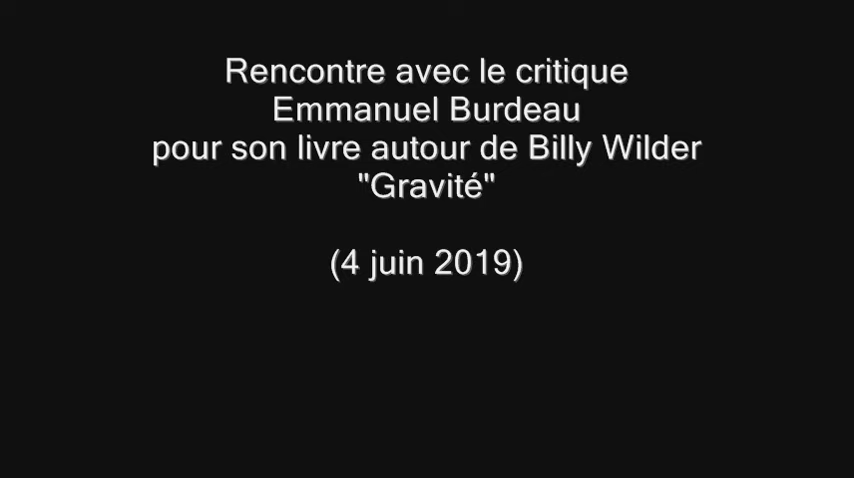 Rencontre avec le critique
Emmanuel Burdeau
pour son livre autour de Billy Wilder
"Gravité"
(4 juin 2019)